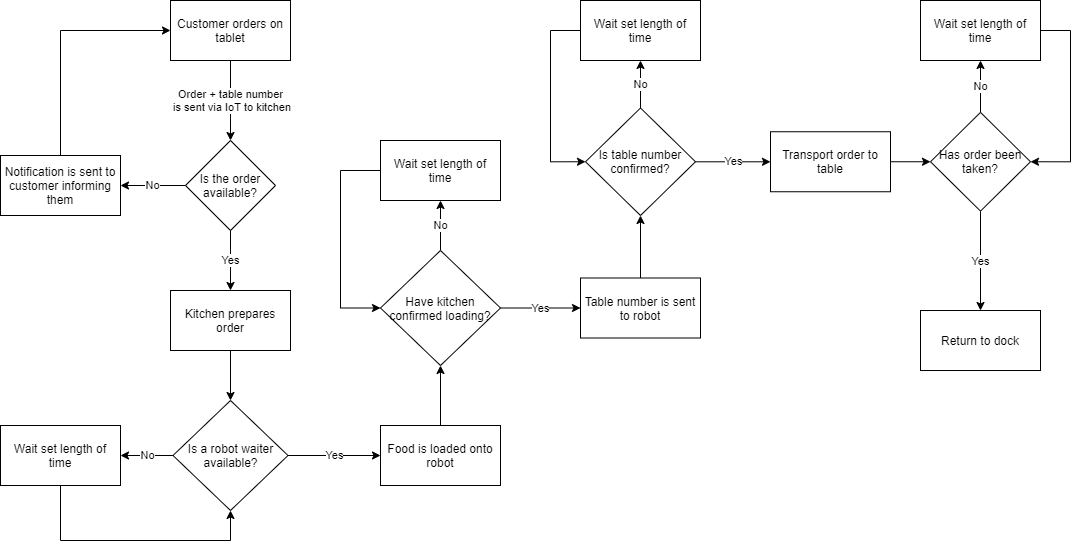 Customer orders on
tablet
Order + table number
is sent via IoT to kitchen
Is the order
available?
No
Notification is sent to
customer informing
them
Yes
Kitchen prepares
order
Is a robot waiter
available?
No
Wait set length of
time
Yes
Food is loaded onto
robot
Have kitchen
confirmed loading?
No
Wait set length of
time
Yes
Table number is sent
to robot
Is table number
confirmed?
No
Wait set length of
time
Yes
Transport order to
table
Has order been
taken?
No
Wait set length of
time
Yes
Return to dock